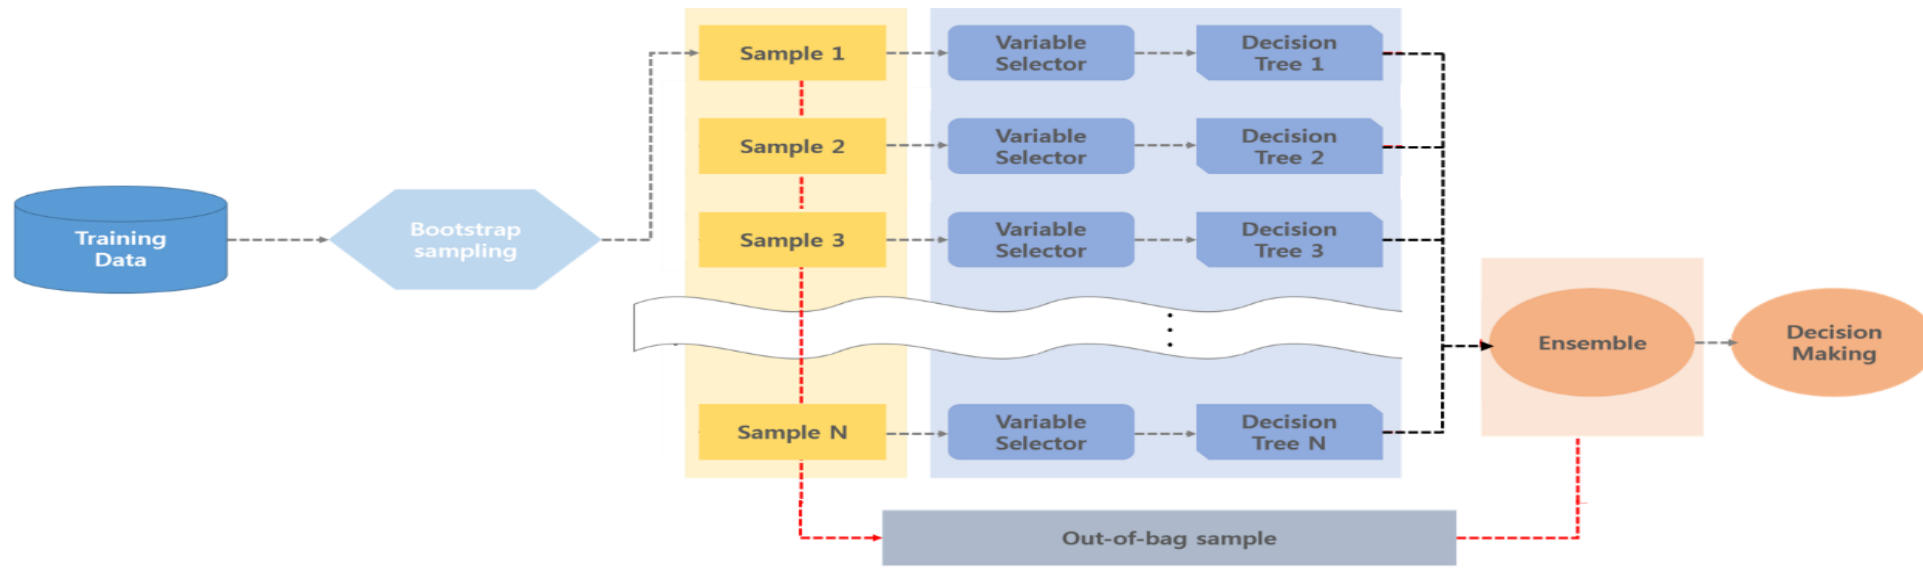 Training
Data
Bootstrap
sampling
Sample 1
Variable
Selector
Decision
Tree 1
Sample 2
Variable
Selector
Decision
Tree 2
Sample 3
Variable
Selector
Decision
Tree 3
Sample N
Variable
Selector
Decision
Tree N
Out-of-bag sample
Ensemble
Decision
Making